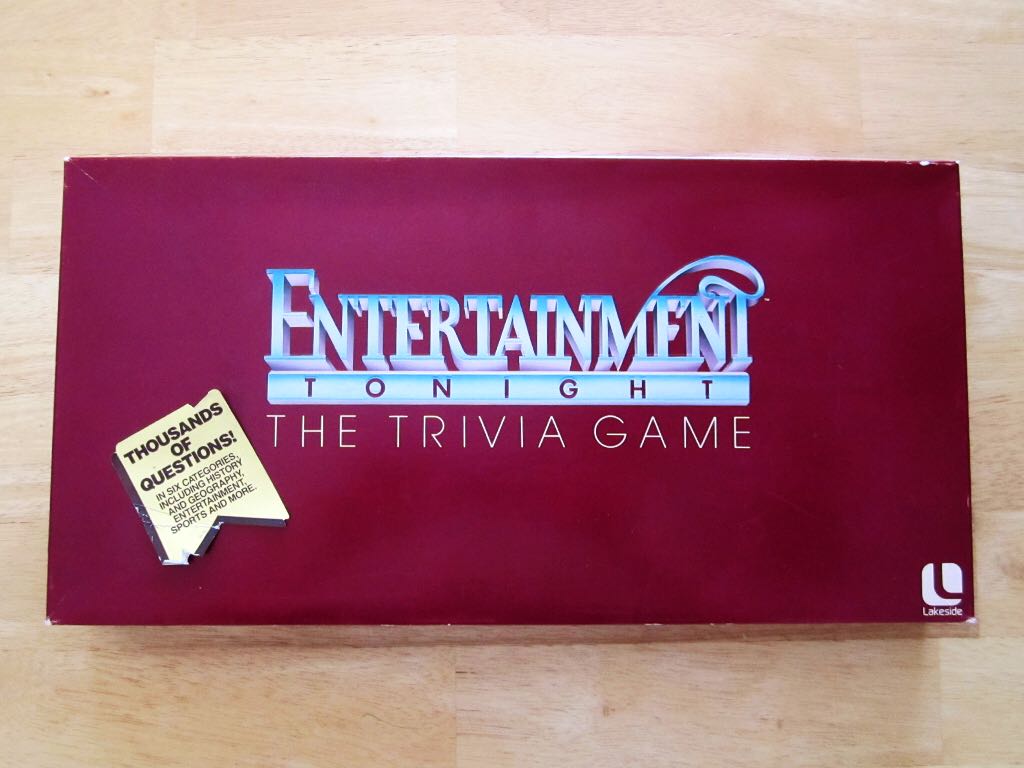 ENTERTAINMENT™
TONIGHT
THE TRIVIA GAME
THOUSANDS
OF
QUESTIONS!
IN SIX CATEGORIES,
INCLUDING HISTORY
AND GEOGRAPHY,
ENTERTAINMENT,
SPORTS AND MORE.
Lakeside